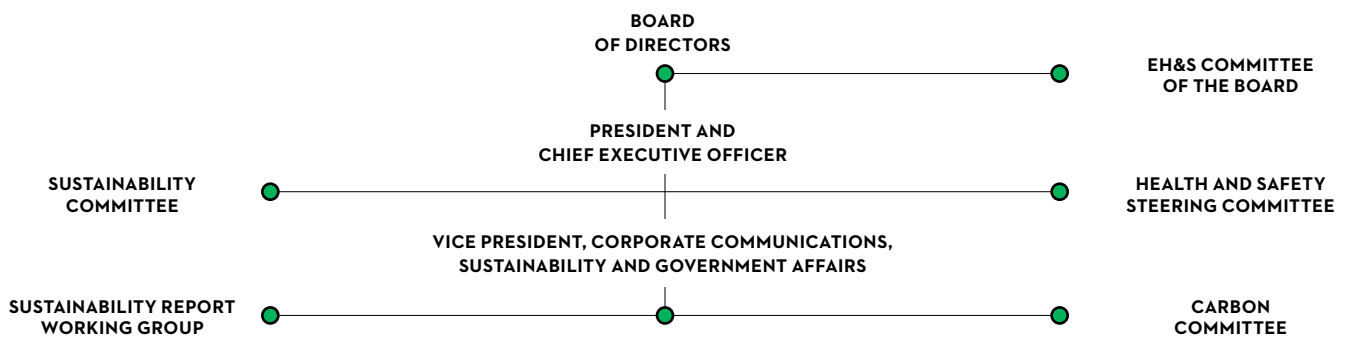 BOARD
OF DIRECTORS
EH&S COMMITTEE
OF THE BOARD
PRESIDENT AND
CHIEF EXECUTIVE OFFICER
SUSTAINABILITY
COMMITTEE
HEALTH AND SAFETY
STEERING COMMITTEE
VICE PRESIDENT, CORPORATE COMMUNICATIONS,
SUSTAINABILITY AND GOVERNMENT AFFAIRS
SUSTAINABILITY REPORT
WORKING GROUP
CARBON
COMMITTEE